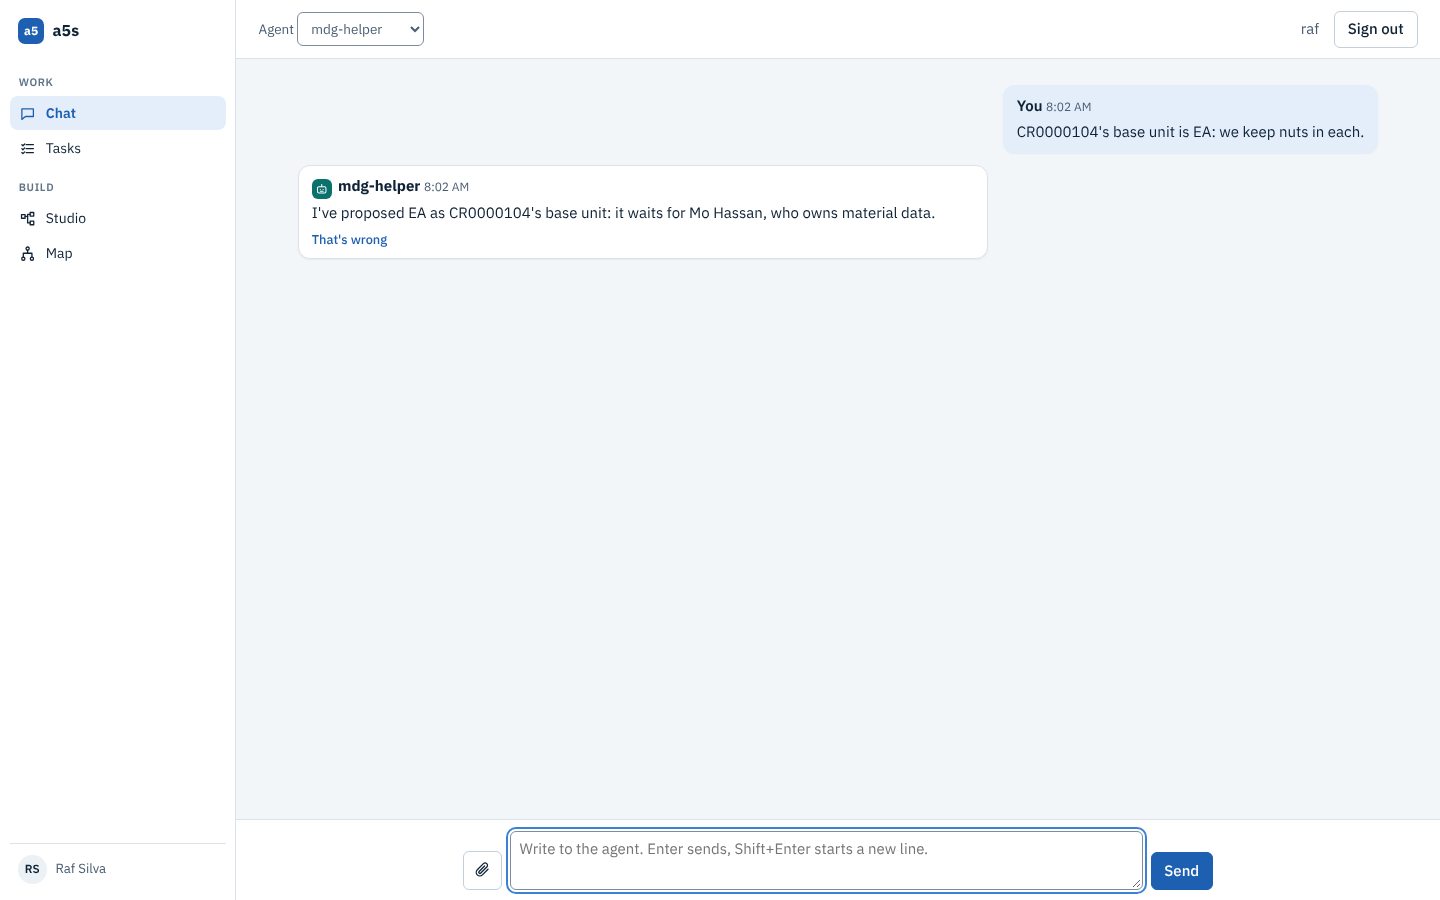 a5 a5s
Agent mdg-helper
raf
Sign out
WORK
Chat
Tasks
BUILD
Studio
Map
You 8:02 AM
CR0000104's base unit is EA: we keep nuts in each.
mdg-helper 8:02 AM
I've proposed EA as CR0000104's base unit: it waits for Mo Hassan, who owns material data.
That's wrong
Write to the agent. Enter sends, Shift+Enter starts a new line.
Send
RS Raf Silva